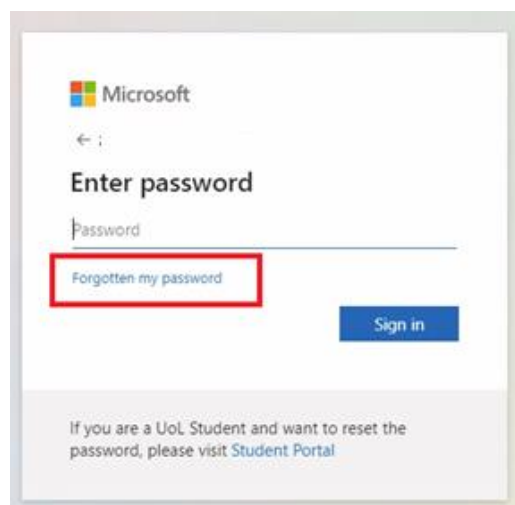 Microsoft
← ;
Enter password
Password
Forgotten my password
Sign in
If you are a UoL Student and want to reset the
password, please visit Student Portal